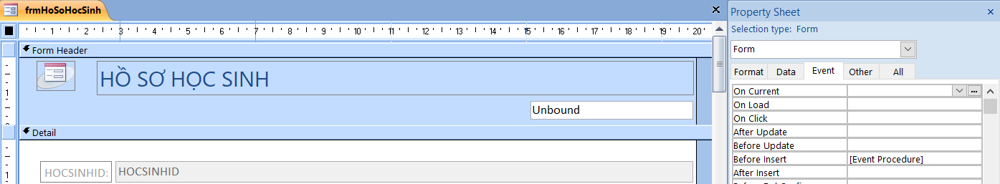 frmHoSoHocSinh
Property Sheet
Selection type: Form
1 2 3 4 5 6 7 8 9 10 11 12 13 14 15 16 17 18 19 20
Form Header
Form
HỒ SƠ HỌC SINH
Format Data Event Other All
1
On Current
On Load
Unbound
On Click
Detail
After Update
Before Update
Before Insert [Event Procedure]
HOCSINHID: HOCSINHID
1
After Insert